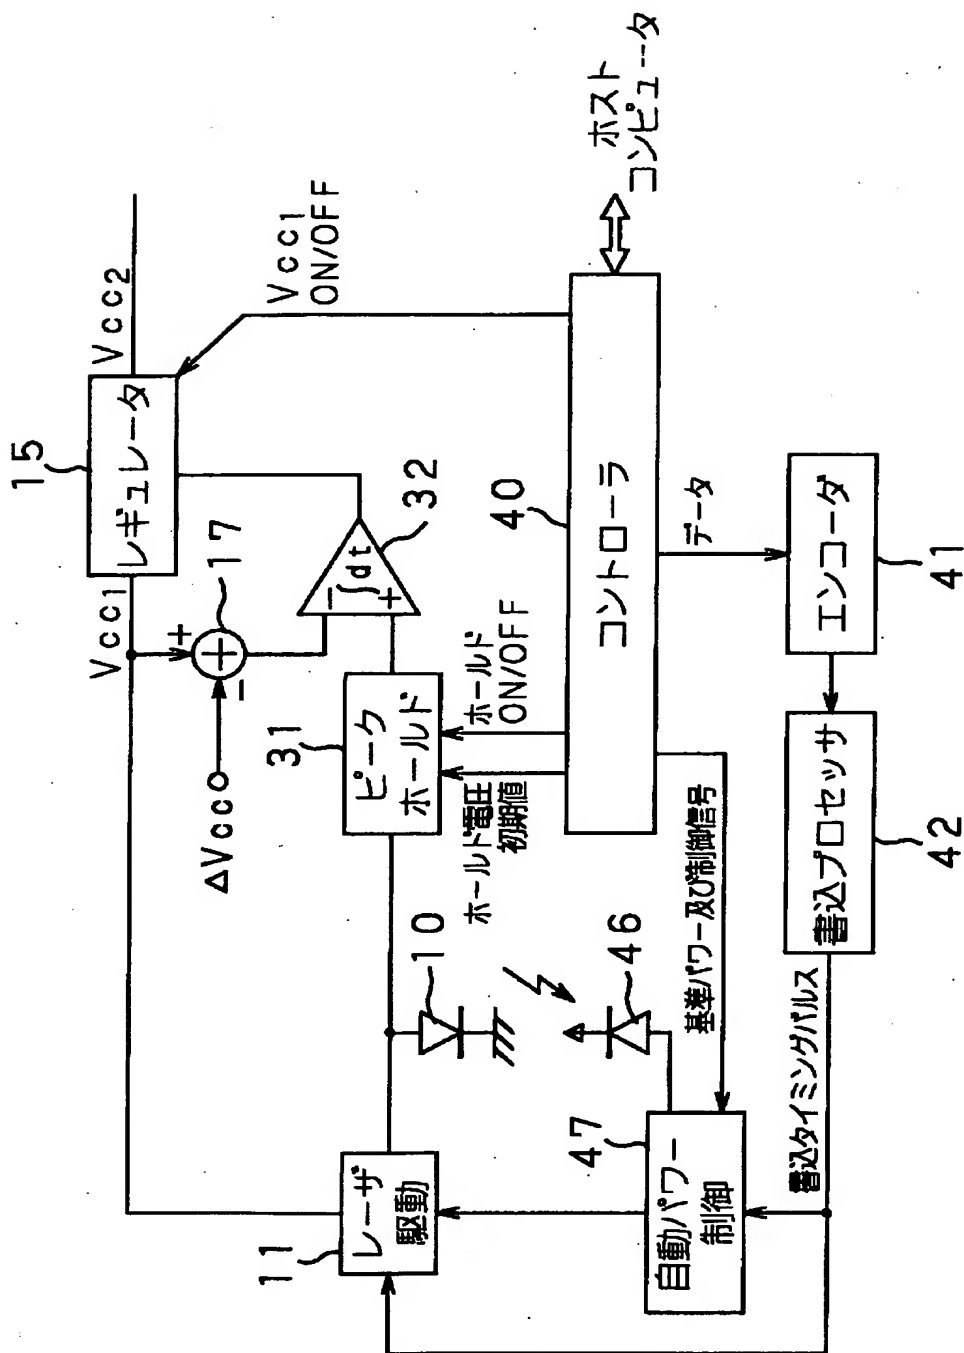 15
レギュレータ
Vcc2
Vcc1
Vcc1
ON/OFF
17
+
+
-
ΔVcc
32
-
∫dt
+
31
ピーク
ホールド
ホールド
ON/OFF
ホールド電圧
初期値
40
コントローラ
ホスト
コンピュータ
データ
エンコーダ
41
書込プロセッサ
42
10
46
基準パワー及び制御信号
書込タイミングパルス
11
レーザ
駆動
47
自動パワー
制御